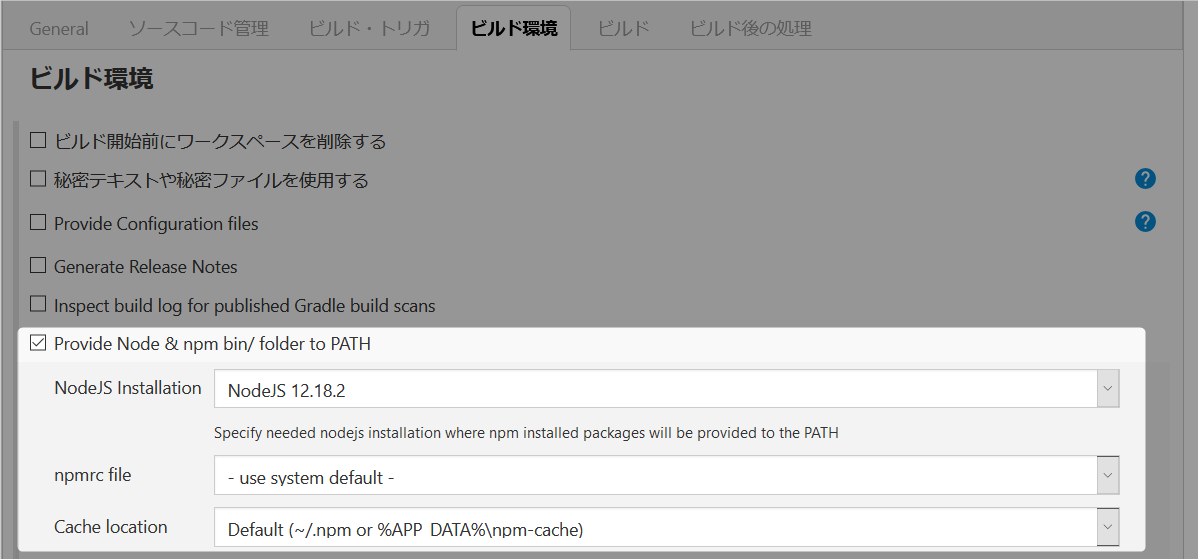 General ソースコード管理 ビルド・トリガ ビルド環境 ビルド ビルド後の処理
ビルド環境
ビルド開始前にワークスペースを削除する
秘密テキストや秘密ファイルを使用する ?
Provide Configuration files ?
Generate Release Notes
Inspect build log for published Gradle build scans
Provide Node & npm bin/ folder to PATH
NodeJS Installation NodeJS 12.18.2
Specify needed nodejs installation where npm installed packages will be provided to the PATH
npmrc file - use system default -
Cache location Default (~/.npm or %APP_DATA%\npm-cache)